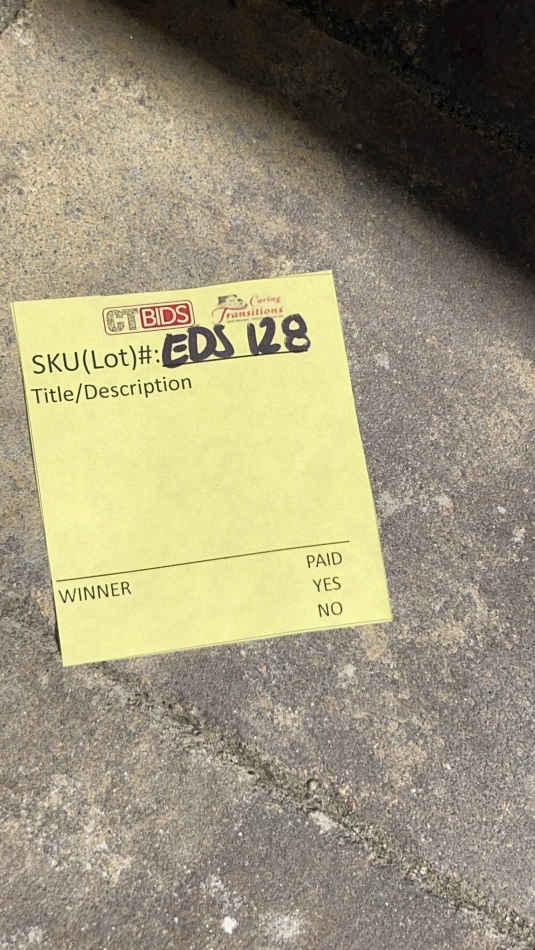 CTBIDS
Caring Transitions
SKU(Lot)#: EDS 128
Title/Description
PAID
WINNER
YES
NO